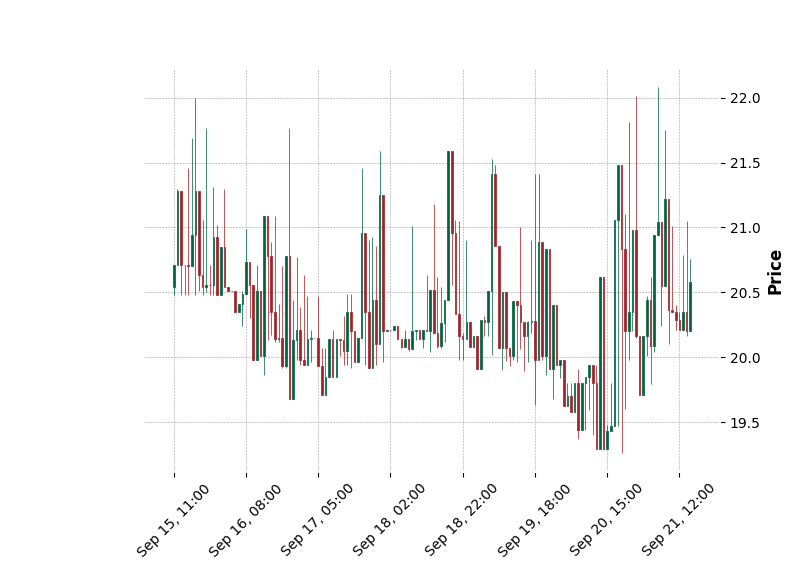 22.0
21.5
21.0
20.5
20.0
19.5
Price
Sep 15, 11:00
Sep 16, 08:00
Sep 17, 05:00
Sep 18, 02:00
Sep 18, 22:00
Sep 19, 18:00
Sep 20, 15:00
Sep 21, 12:00